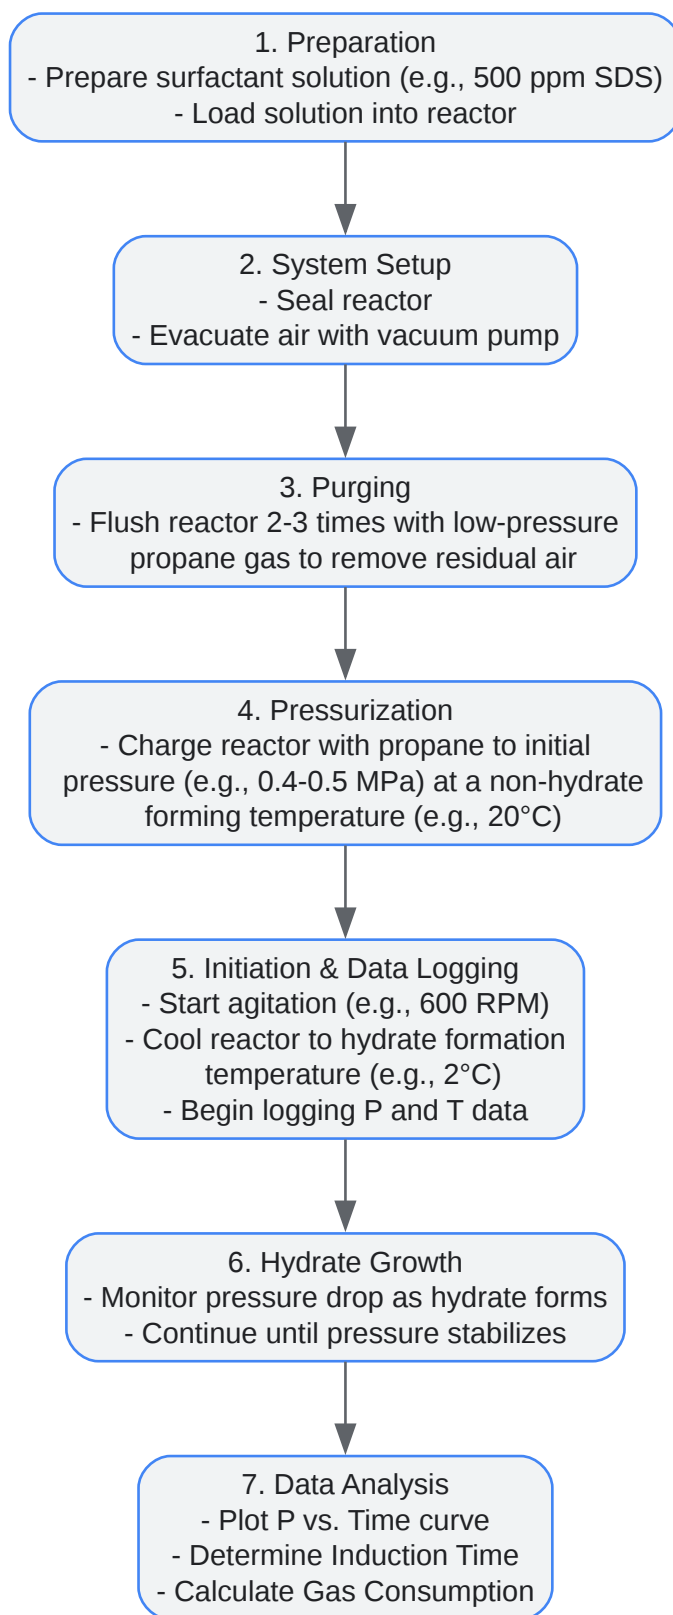 1. Preparation
- Prepare surfactant solution (e.g., 500 ppm SDS)
- Load solution into reactor
2. System Setup
- Seal reactor
- Evacuate air with vacuum pump
3. Purging
- Flush reactor 2-3 times with low-pressure
propane gas to remove residual air
4. Pressurization
- Charge reactor with propane to initial
pressure (e.g., 0.4-0.5 MPa) at a non-hydrate
forming temperature (e.g., 20°C)
5. Initiation & Data Logging
- Start agitation (e.g., 600 RPM)
- Cool reactor to hydrate formation
temperature (e.g., 2°C)
- Begin logging P and T data
6. Hydrate Growth
- Monitor pressure drop as hydrate forms
- Continue until pressure stabilizes
7. Data Analysis
- Plot P vs. Time curve
- Determine Induction Time
- Calculate Gas Consumption